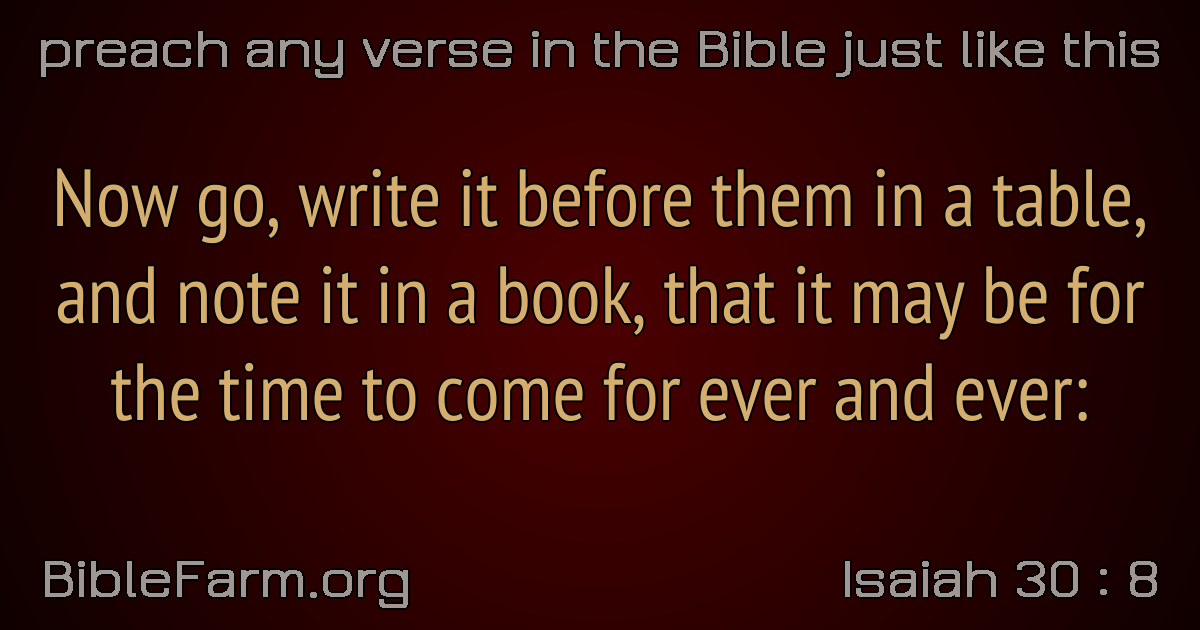 preach any verse in the Bible just like this
Now go, write it before them in a table,
and note it in a book, that it may be for
the time to come for ever and ever:
BibleFarm.org
Isaiah 30 : 8